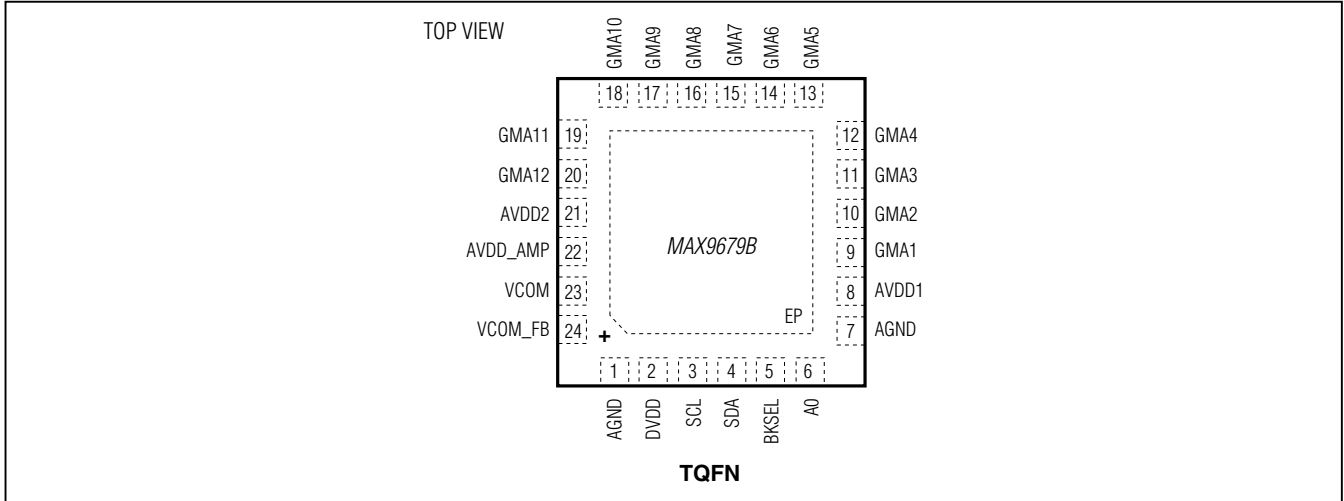 TOP VIEW
GMA10 GMA9 GMA8 GMA7 GMA6 GMA5
18 17 16 15 14 13
GMA11 19 12 GMA4
GMA12 20 11 GMA3
AVDD2 21 10 GMA2
AVDD_AMP 22 MAX9679B 9 GMA1
VCOM 23 8 AVDD1
EP
VCOM_FB 24 + 7 AGND
1 2 3 4 5 6
AGND DVDD SCL SDA BKSEL A0
TQFN